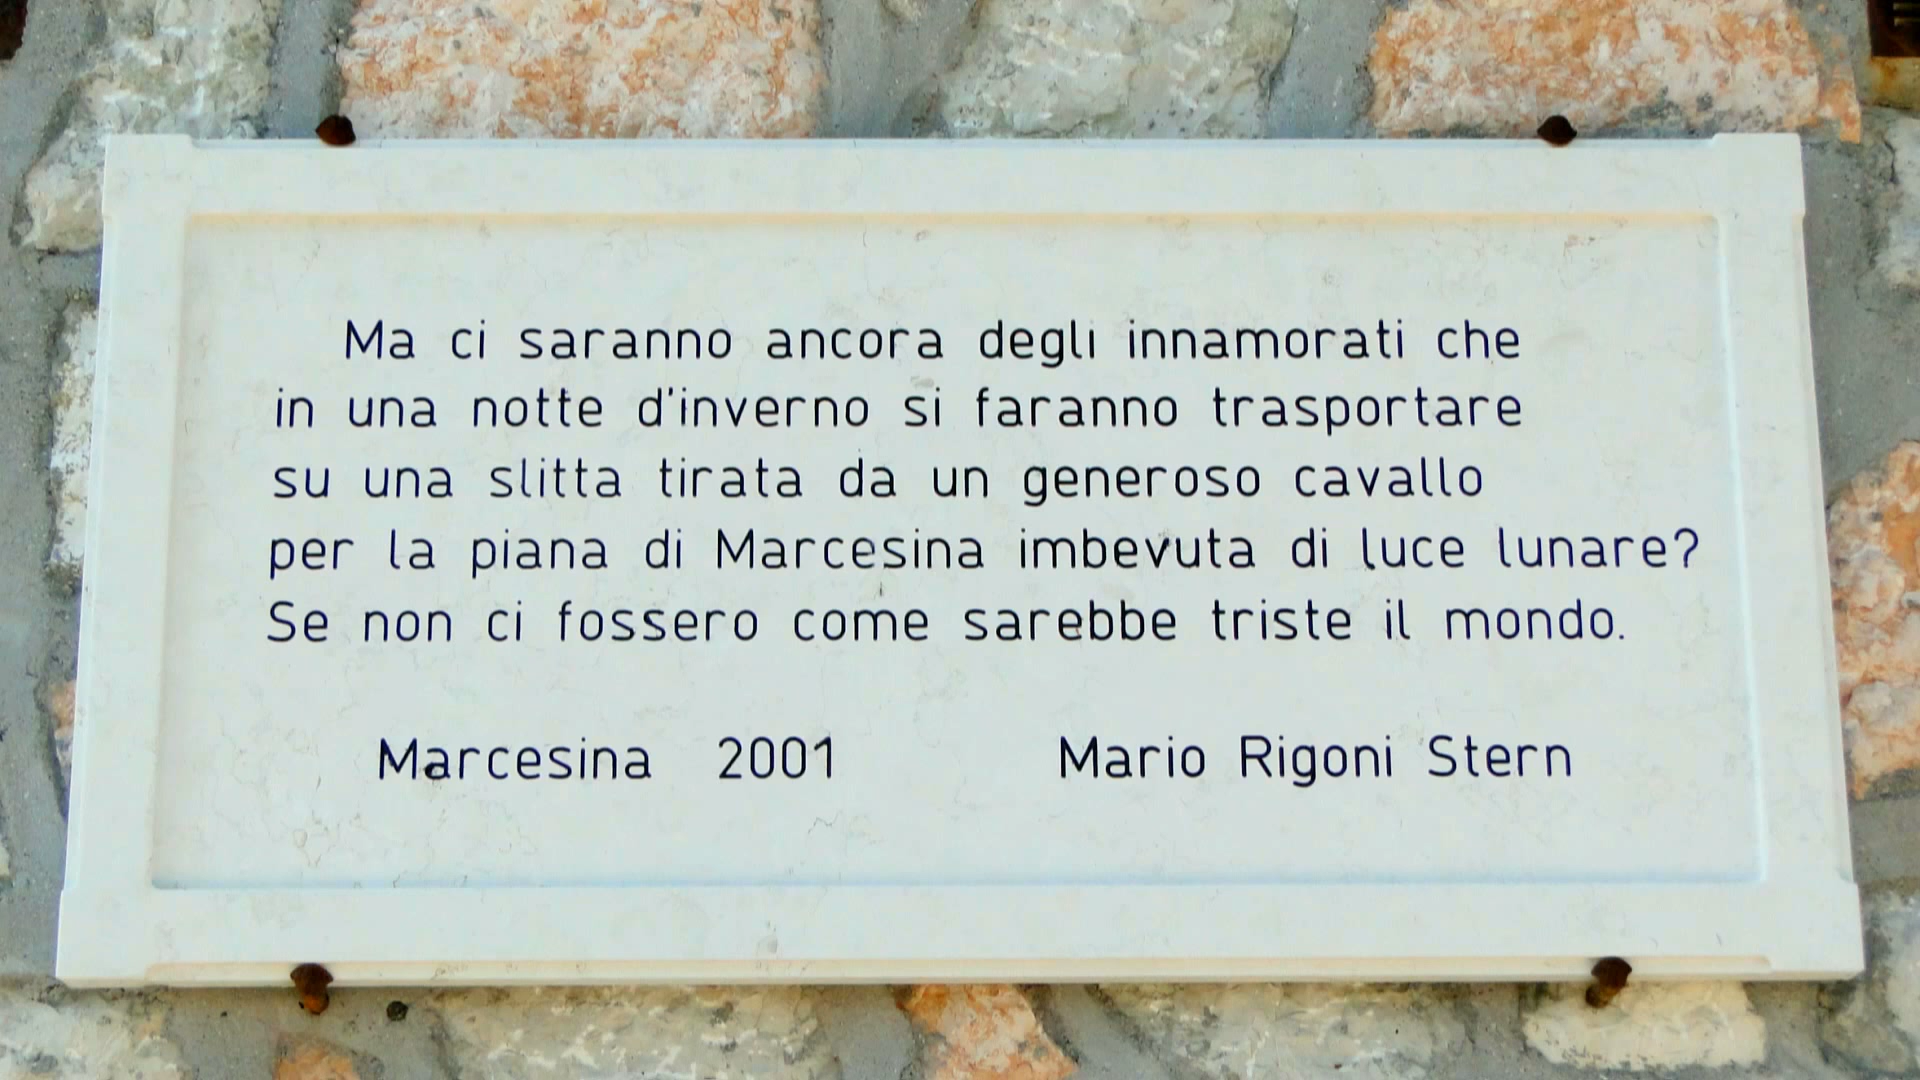 Ma ci saranno ancora degli innamorati che
in una notte d'inverno si faranno trasportare
su una slitta tirata da un generoso cavallo
per la piana di Marcesina imbevuta di luce lunare?
Se non ci fossero come sarebbe triste il mondo.
Marcesina 2001 Mario Rigoni Stern